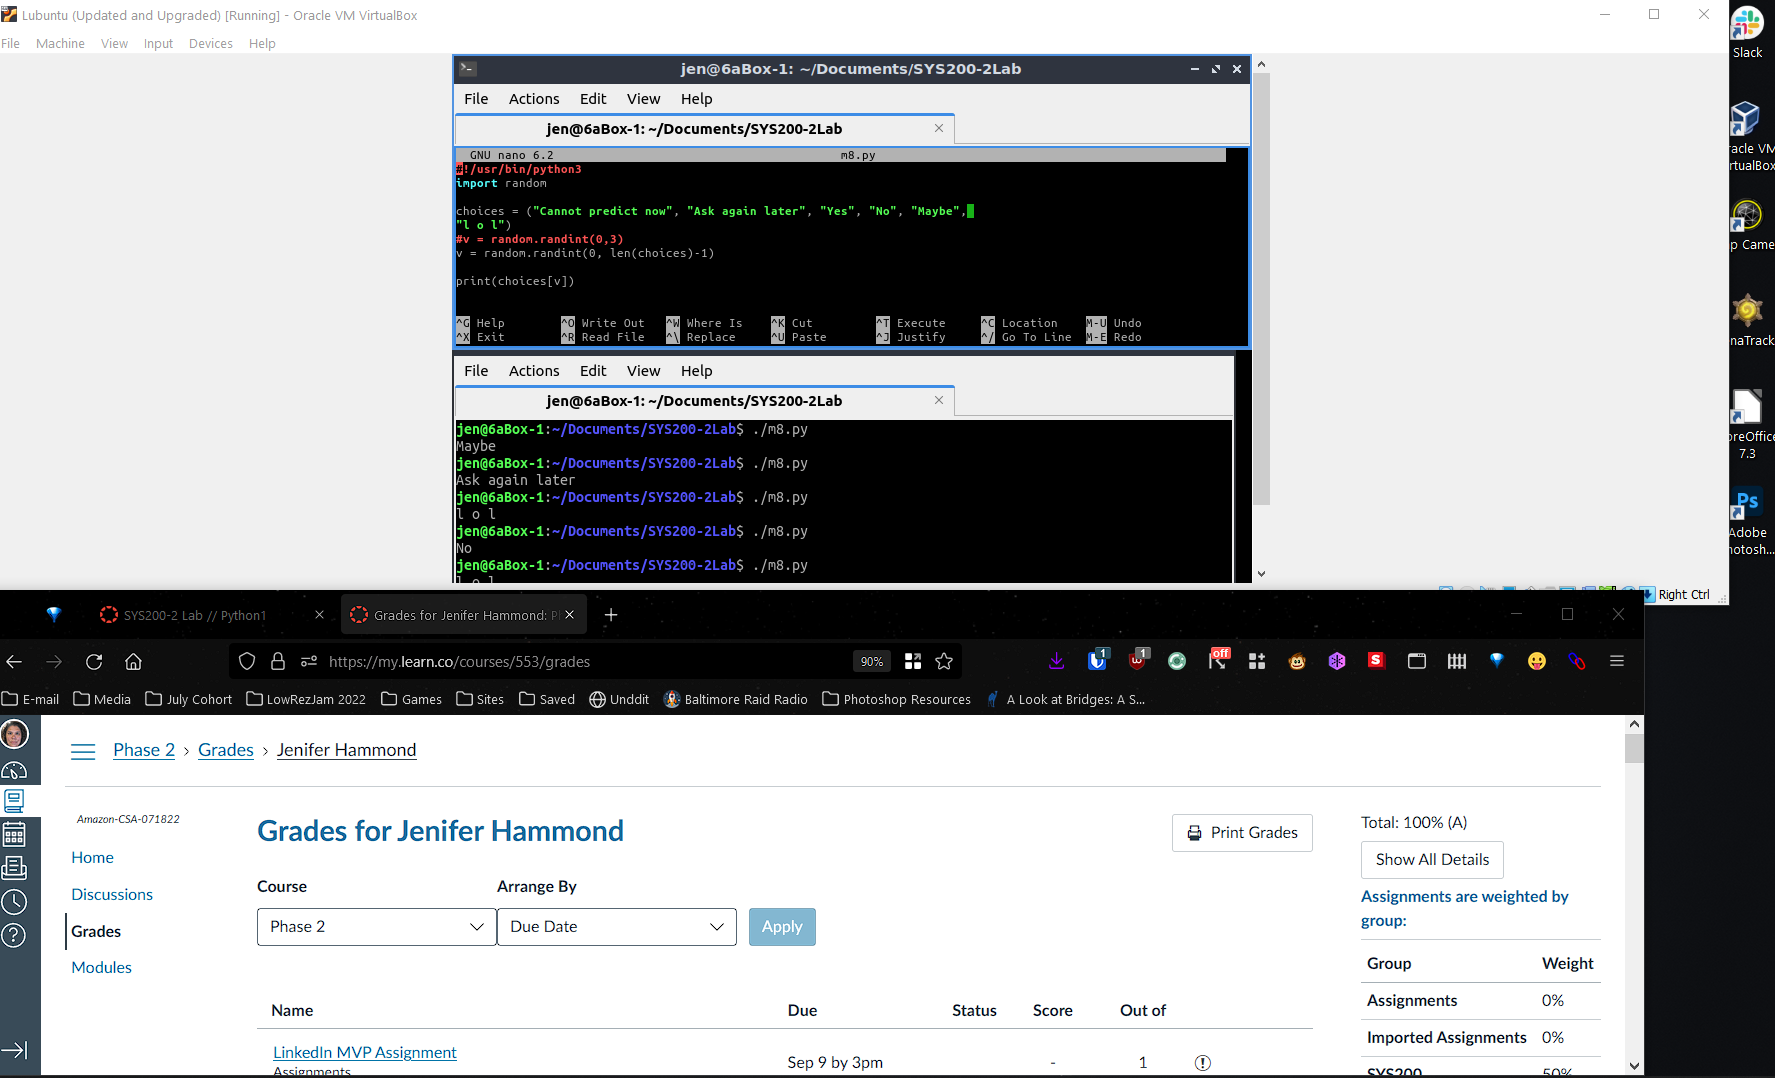 Lubuntu (Updated and Upgraded) [Running] - Oracle VM VirtualBox
File Machine View Input Devices Help
jen@6aBox-1: ~/Documents/SYS200-2Lab
File Actions Edit View Help
jen@6aBox-1: ~/Documents/SYS200-2Lab
GNU nano 6.2 m8.py
#!/usr/bin/python3
import random
choices = ("Cannot predict now", "Ask again later", "Yes", "No", "Maybe",
"l o l")
#v = random.randint(0,3)
v = random.randint(0, len(choices)-1)
print(choices[v])
^G Help ^O Write Out ^W Where Is ^K Cut ^T Execute ^C Location M-U Undo
^X Exit ^R Read File ^\ Replace ^U Paste ^J Justify ^/ Go To Line M-E Redo
File Actions Edit View Help
jen@6aBox-1: ~/Documents/SYS200-2Lab
jen@6aBox-1:~/Documents/SYS200-2Lab$ ./m8.py
Maybe
jen@6aBox-1:~/Documents/SYS200-2Lab$ ./m8.py
Ask again later
jen@6aBox-1:~/Documents/SYS200-2Lab$ ./m8.py
l o l
jen@6aBox-1:~/Documents/SYS200-2Lab$ ./m8.py
No
jen@6aBox-1:~/Documents/SYS200-2Lab$ ./m8.py
l o l
Right Ctrl
Slack
racle VM
rtualBox
p Came
naTrack
oreOffice
7.3
Ps
Adobe
hotosh...
SYS200-2 Lab // Python1
Grades for Jenifer Hammond: P
https://my.learn.co/courses/553/grades
90%
1
1
off
S
E-mail Media July Cohort LowRezJam 2022 Games Sites Saved Unddit Baltimore Raid Radio Photoshop Resources A Look at Bridges: A S...
Phase 2 › Grades › Jenifer Hammond
Amazon-CSA-071822
Home
Discussions
Grades
Modules
Grades for Jenifer Hammond
Print Grades
Course
Arrange By
Phase 2
Due Date
Apply
Name Due Status Score Out of
LinkedIn MVP Assignment
Assignments
Sep 9 by 3pm - 1
Total: 100% (A)
Show All Details
Assignments are weighted by
group:
Group Weight
Assignments 0%
Imported Assignments 0%
SYS200 50%